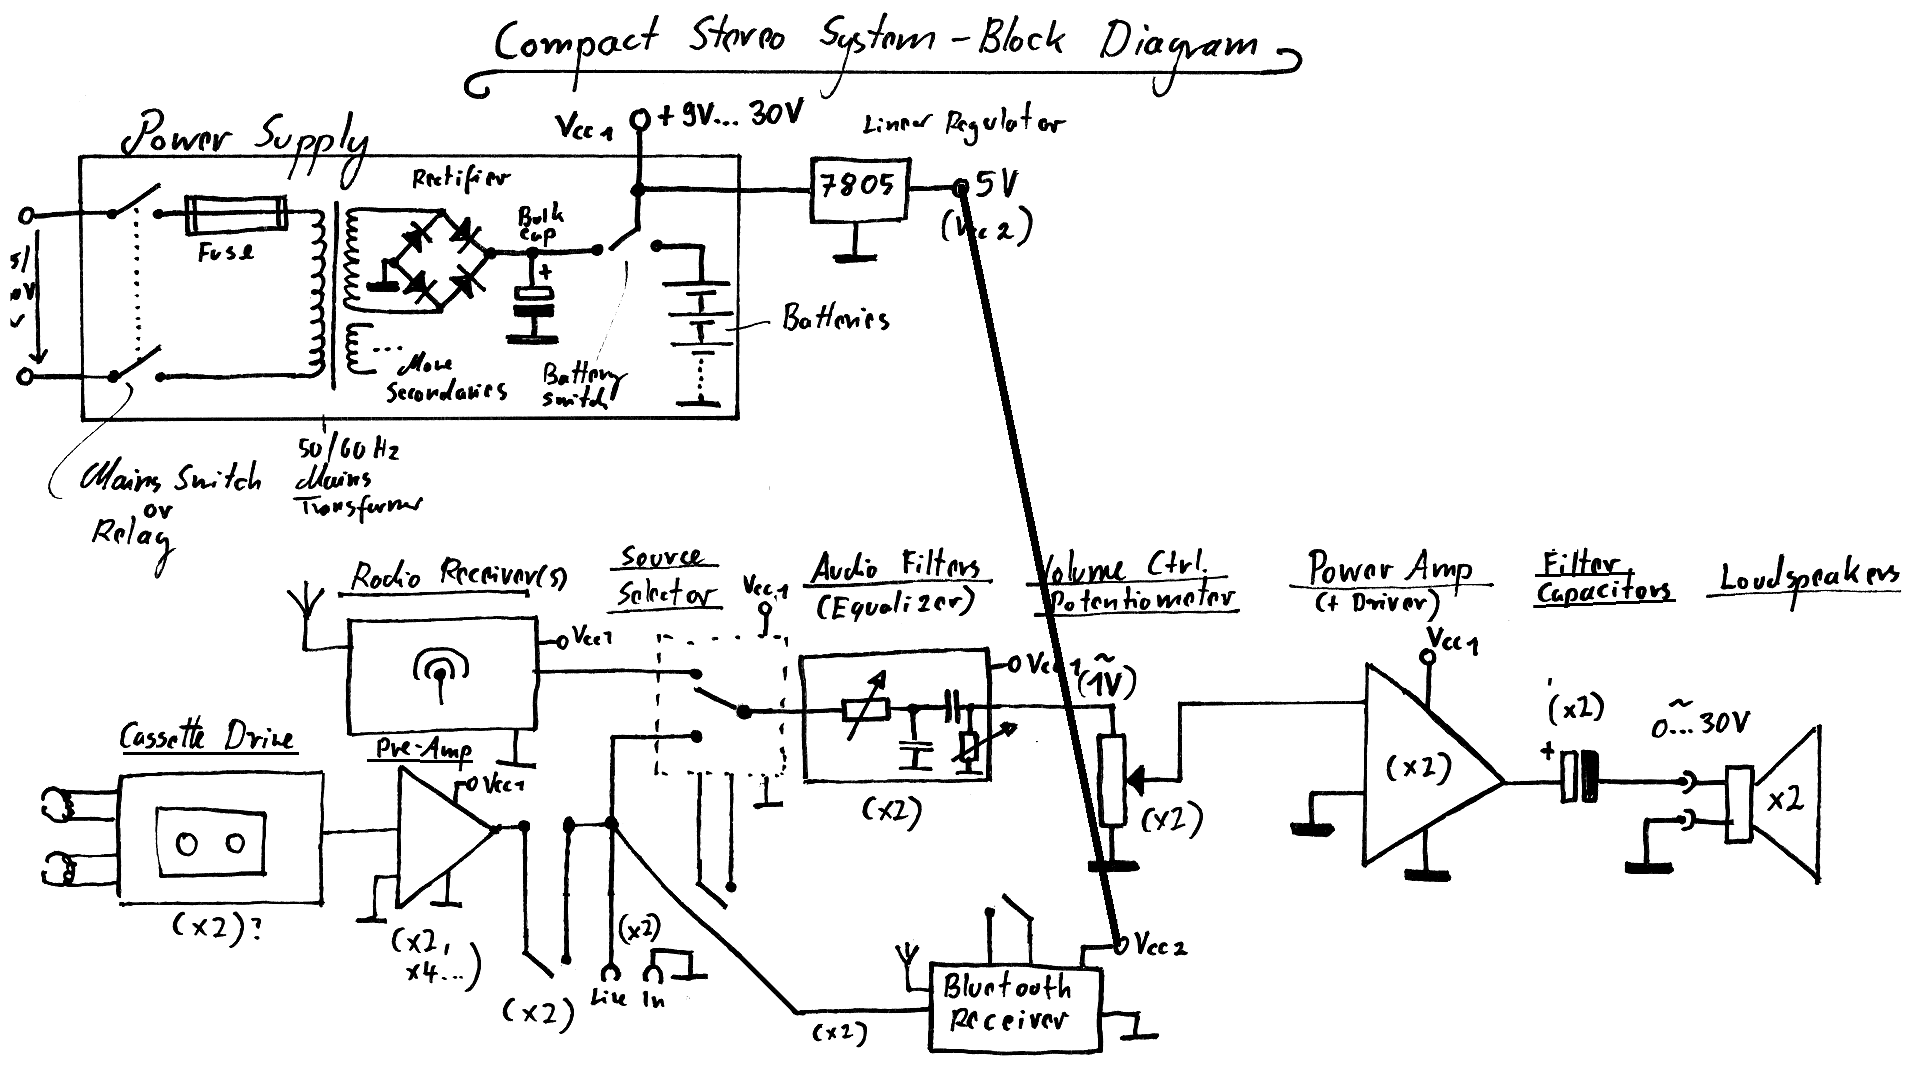 Compact Stereo System - Block Diagram
Power Supply
Vcc1
+9V... 30V
Linear Regulator
Rectifier
7805
5V
(Vcc2)
Bulk
Cap
+
Fuse
Batteries
More
Secondaries
Battery
Switch
Mains Switch
or
Relay
50/60 Hz
Mains
Transformer
Radio Receiver(s)
Source
Selector
Vcc1
Audio Filters
(Equalizer)
Volume Ctrl.
Potentiometer
Power Amp
(+ Driver)
Filter
Capacitors
Loudspeakers
Vcc1
Vcc1
(1V)
Vcc1
(x2)
0...30V
Cassette Drive
Pre-Amp
Vcc1
(x2)
(x2)
(x2)
+
x2
(x2)?
(x2,
x4...)
(x2)
(x2)
Line In
Vcc2
Bluetooth
Receiver
(x2)